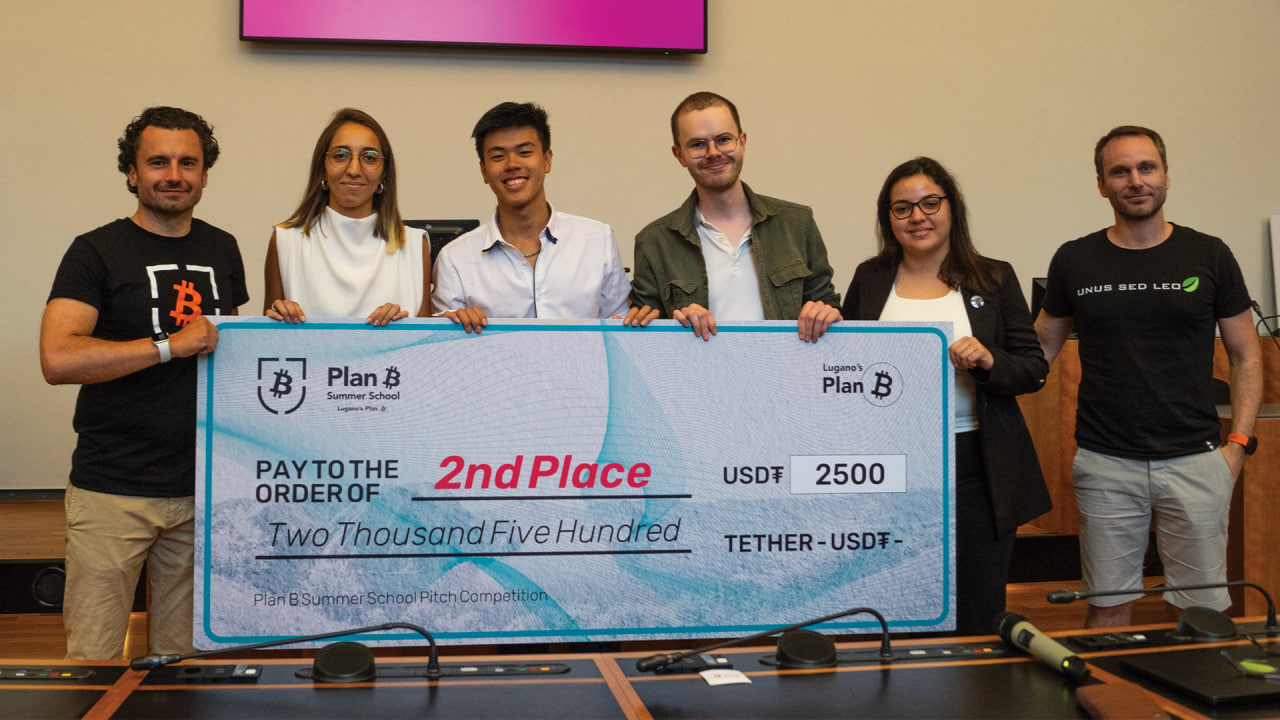 UNUS SED LEO
Plan ₿
Summer School
Lugano's Plan ₿
Lugano's
Plan ₿
PAY TO THE
ORDER OF
2nd Place
USD₮ 2500
Two Thousand Five Hundred
TETHER - USD₮ -
Plan B Summer School Pitch Competition